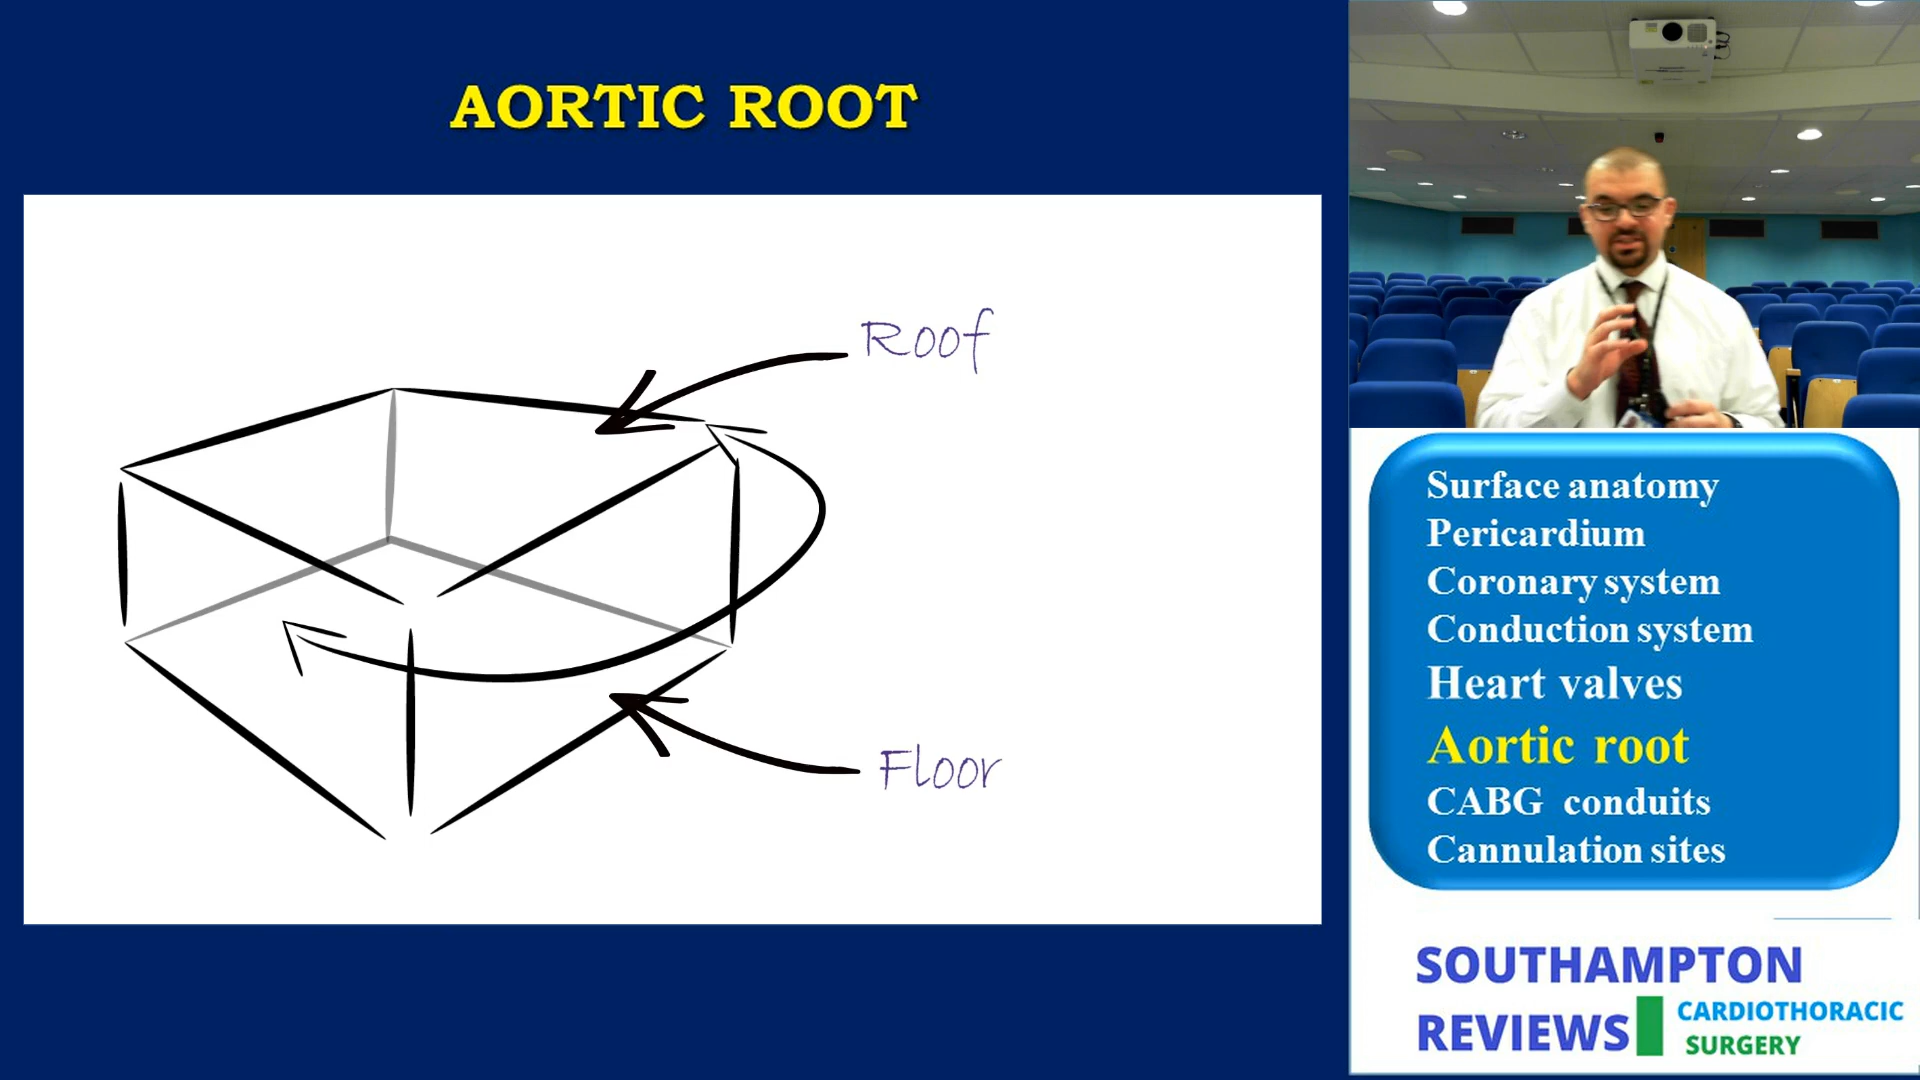 AORTIC ROOT
Roof
Floor
Surface anatomy
Pericardium
Coronary system
Conduction system
Heart valves
Aortic root
CABG conduits
Cannulation sites
SOUTHAMPTON
REVIEWS CARDIOTHORACIC
SURGERY